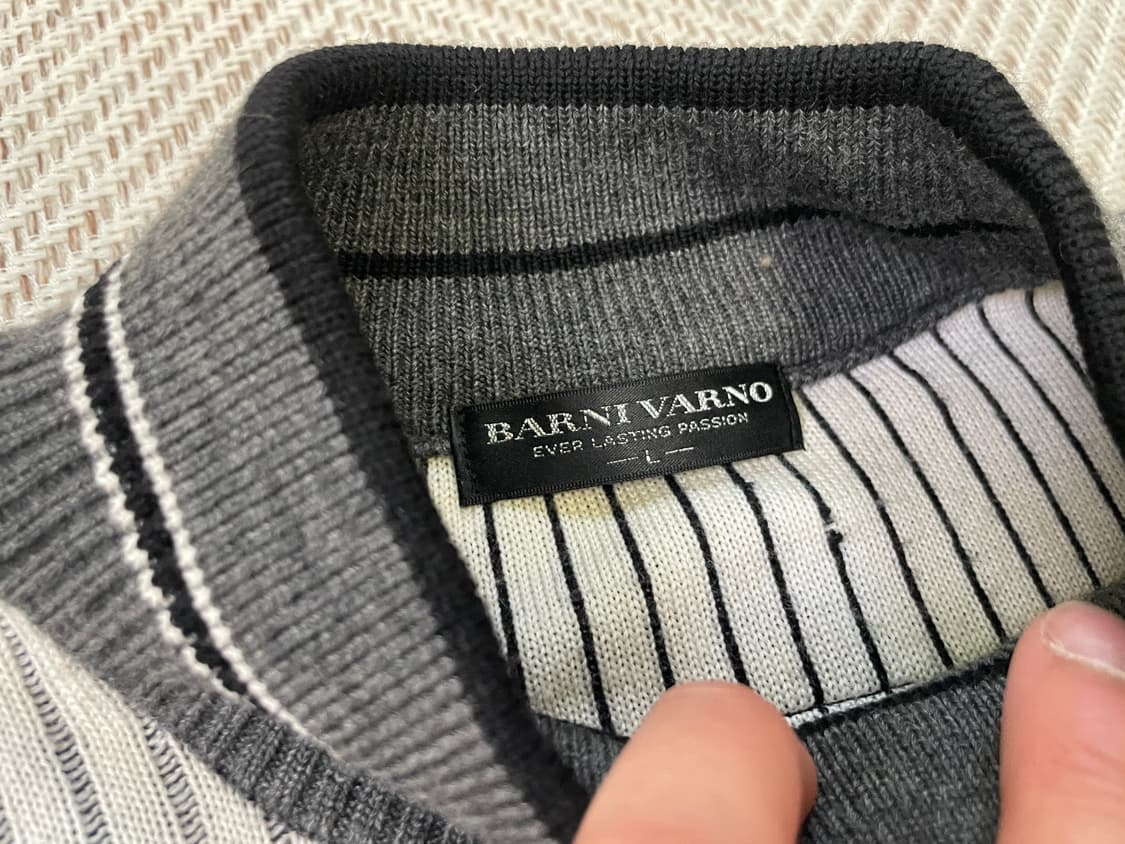 BARNI VARNO
EVER LASTING PASSION
— L —